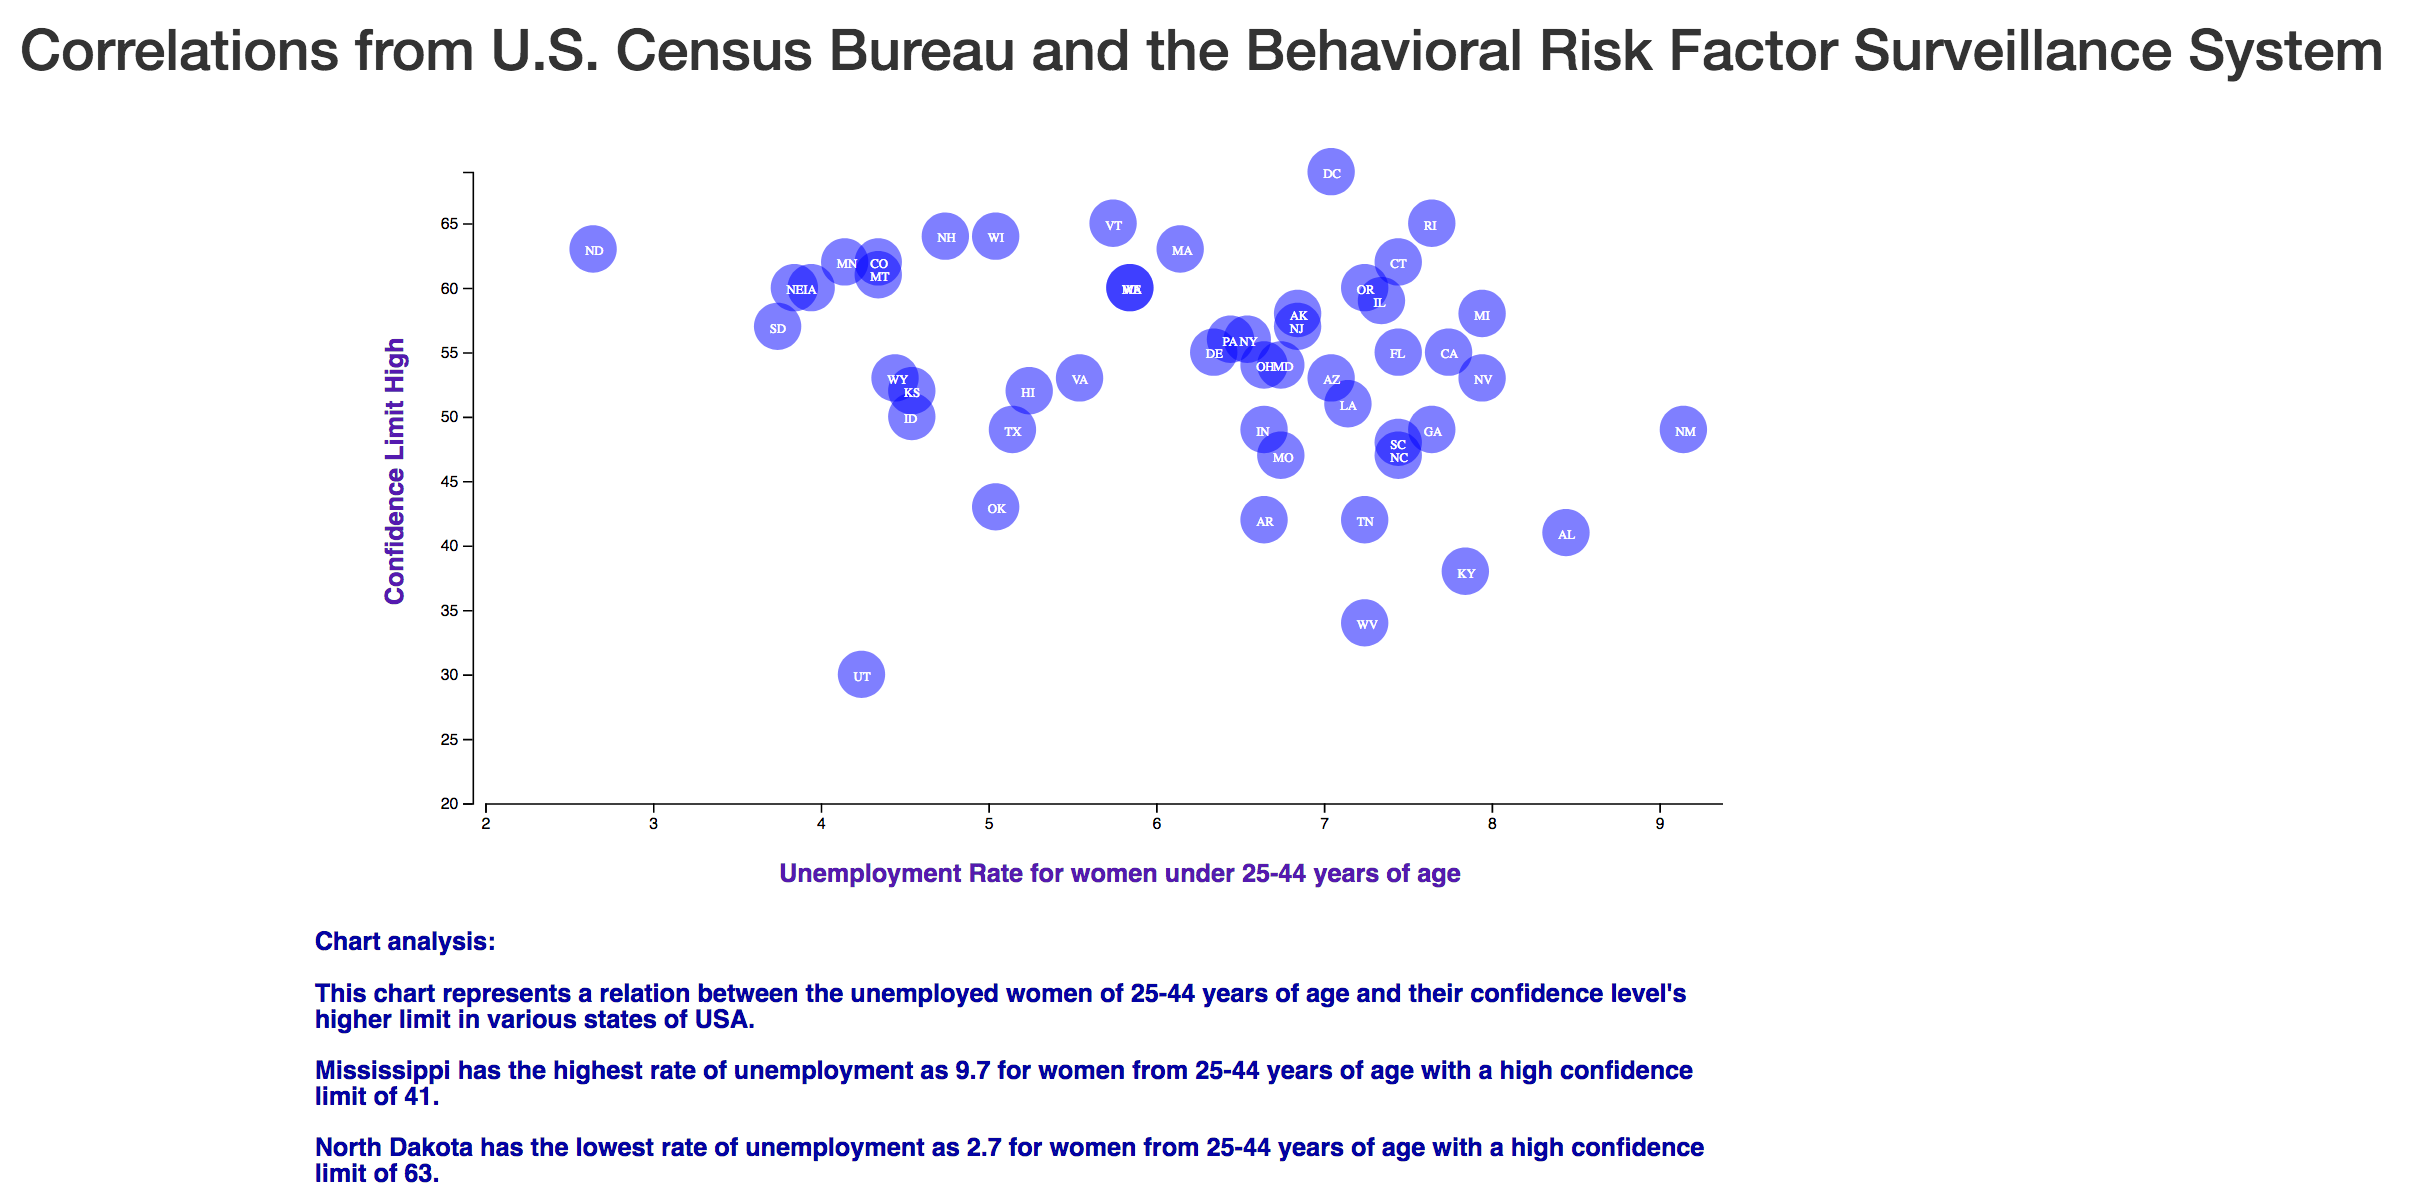 Correlations from U.S. Census Bureau and the Behavioral Risk Factor Surveillance System
DC
65
VT
RI
NH
WI
ND
MA
MN
CO
CT
MT
60
NE
IA
OR
IL
AK
MI
SD
NJ
PA
NY
55
DE
FL
CA
OH
MD
WY
VA
AZ
NV
KS
HI
LA
50
ID
TX
IN
GA
NM
SC
MO
NC
45
OK
AR
TN
40
AL
KY
35
WV
30
UT
25
20
Confidence Limit High
2
3
4
5
6
7
8
9
Unemployment Rate for women under 25-44 years of age
Chart analysis:
This chart represents a relation between the unemployed women of 25-44 years of age and their confidence level's
higher limit in various states of USA.
Mississippi has the highest rate of unemployment as 9.7 for women from 25-44 years of age with a high confidence
limit of 41.
North Dakota has the lowest rate of unemployment as 2.7 for women from 25-44 years of age with a high confidence
limit of 63.